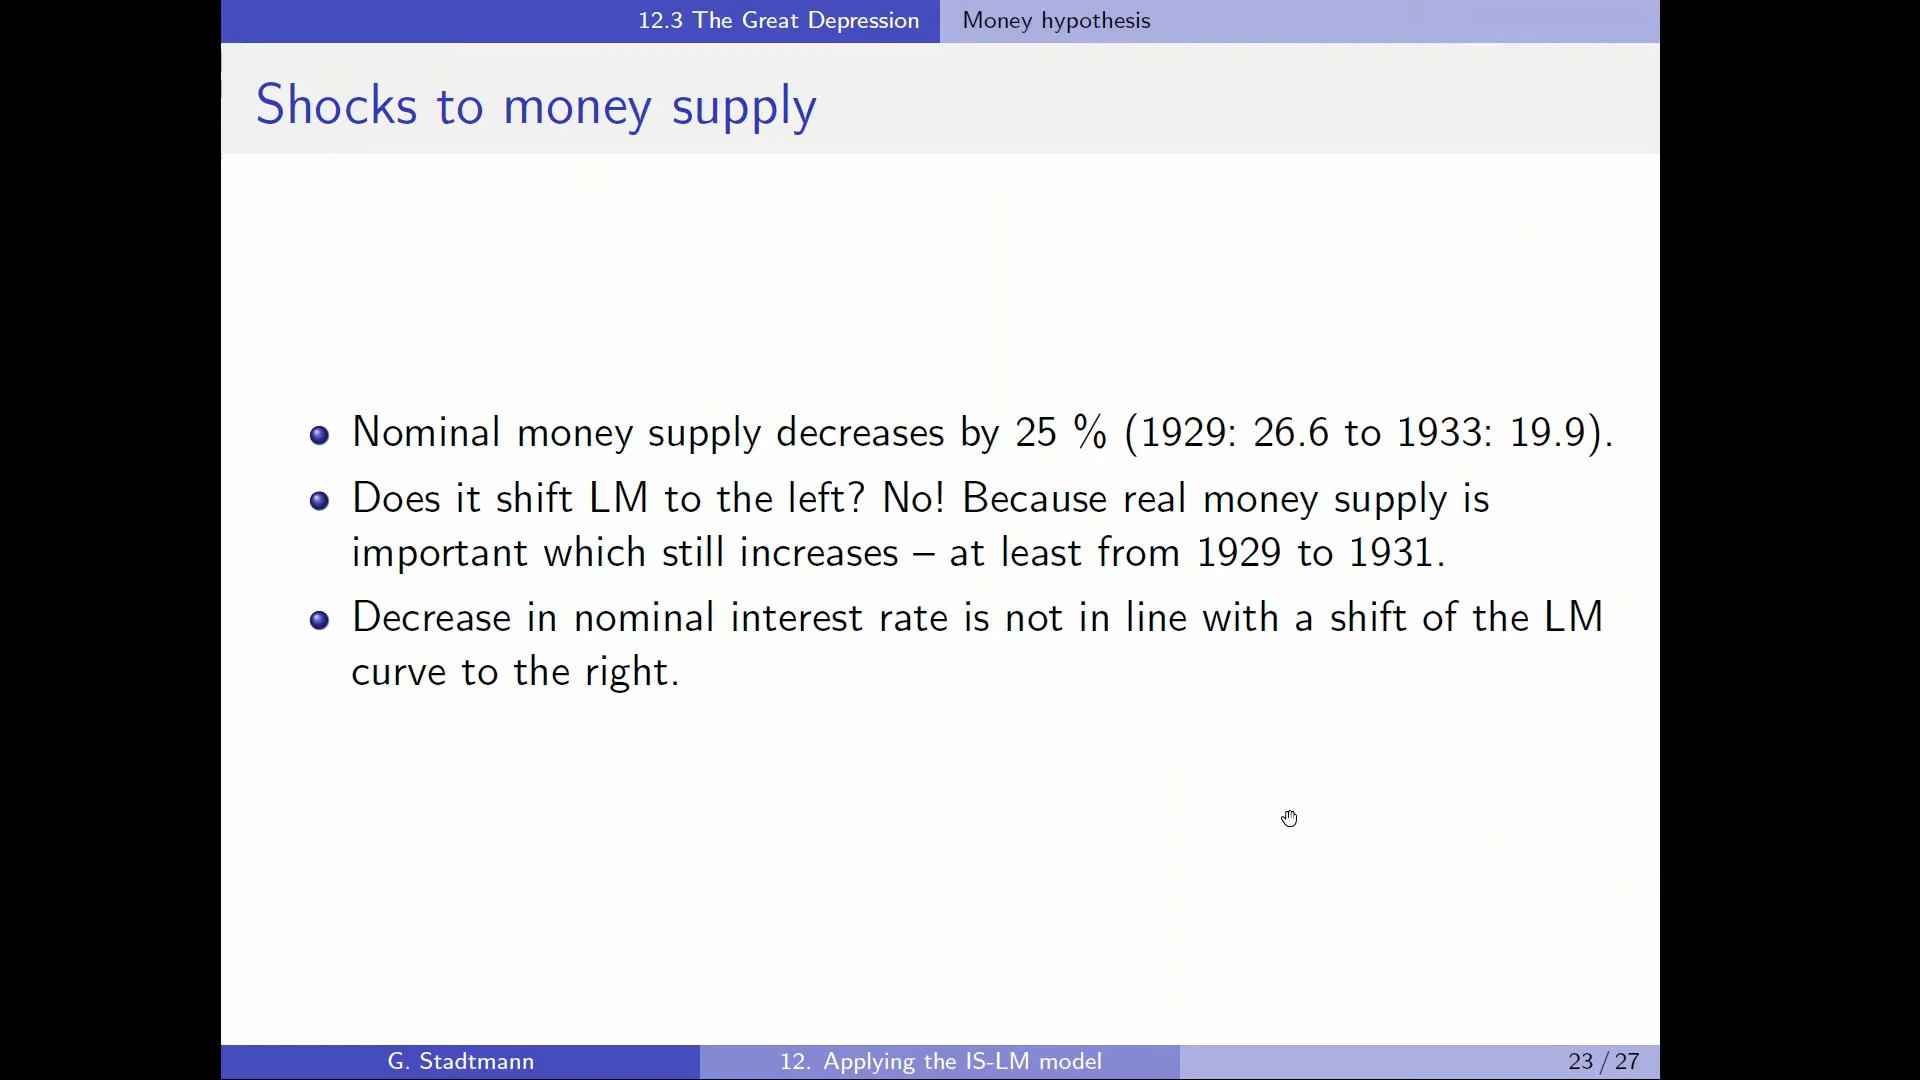 12.3 The Great Depression Money hypothesis
Shocks to money supply
Nominal money supply decreases by 25 % (1929: 26.6 to 1933: 19.9).
Does it shift LM to the left? No! Because real money supply is
important which still increases – at least from 1929 to 1931.
Decrease in nominal interest rate is not in line with a shift of the LM
curve to the right.
G. Stadtmann 12. Applying the IS-LM model 23 / 27